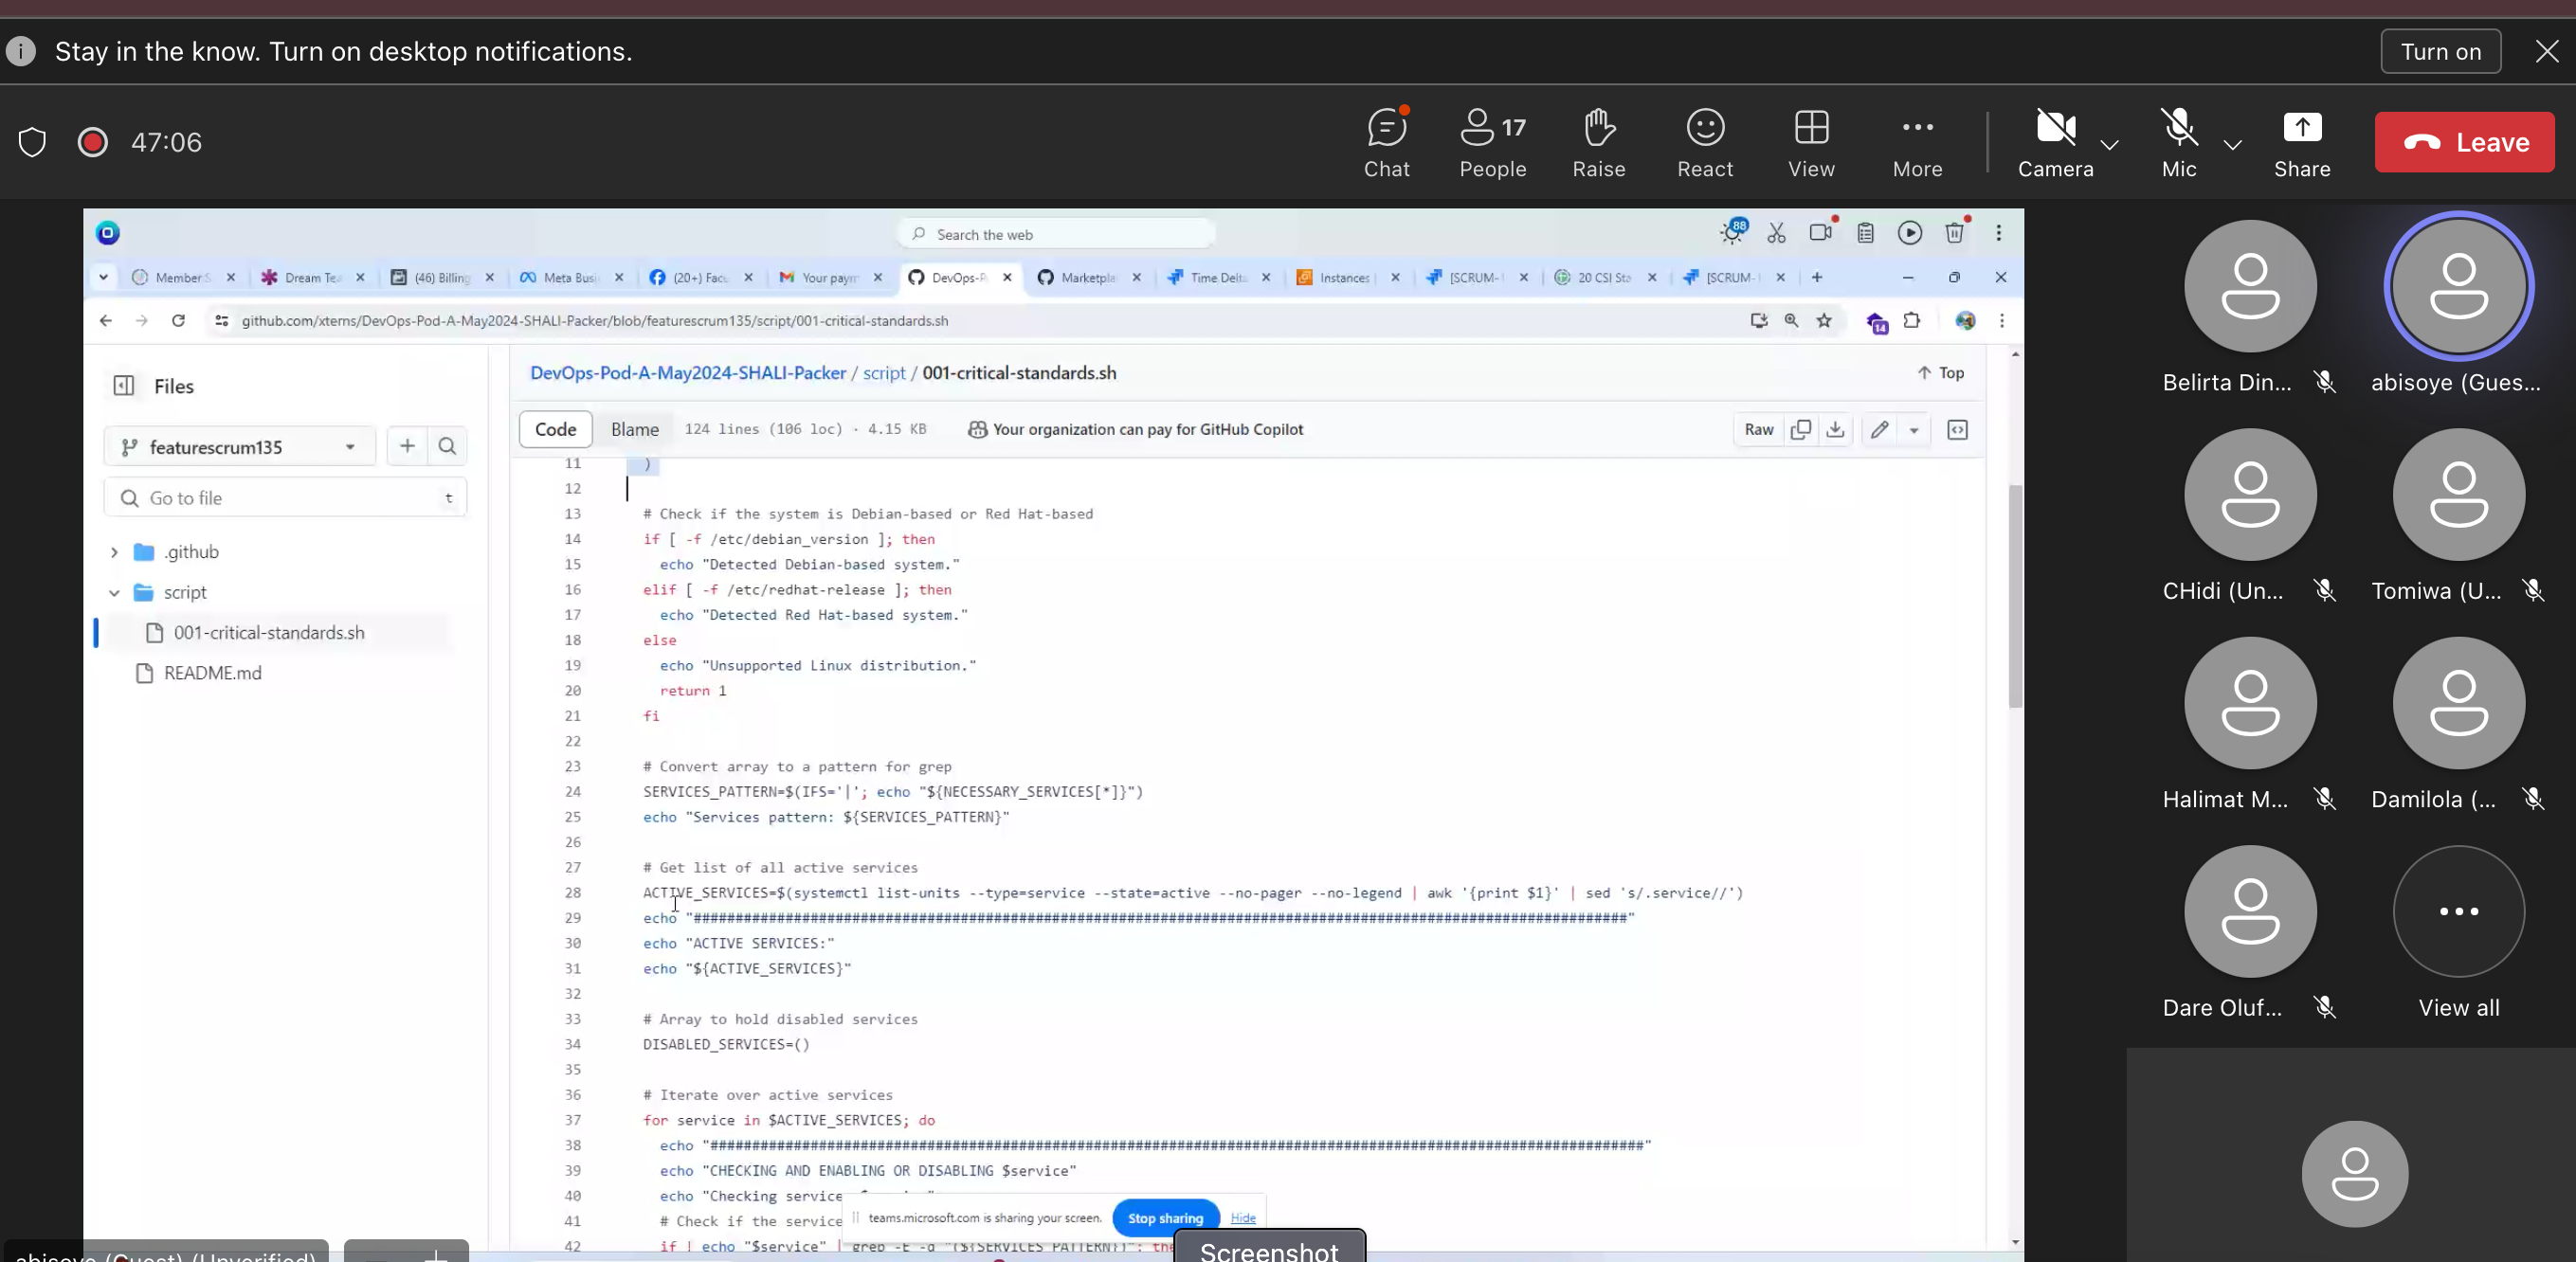 Stay in the know. Turn on desktop notifications.
Turn on
47:06
Chat
17
People
Raise
React
View
More
Camera
Mic
Share
Leave
Search the web
88
Member S
Dream Tea
(46) Billing
Meta Busi
(20+) Face
Your paym
DevOps-P
Marketpla
Time Delta
Instances |
[SCRUM-
20 CSI Sta
[SCRUM-
github.com/xterns/DevOps-Pod-A-May2024-SHALI-Packer/blob/featurescrum135/script/001-critical-standards.sh
14
Files
featurescrum135
Go to file
t
.github
script
001-critical-standards.sh
README.md
DevOps-Pod-A-May2024-SHALI-Packer / script / 001-critical-standards.sh
Top
Code
Blame
124 lines (106 loc) · 4.15 KB
Your organization can pay for GitHub Copilot
Raw
11 )
12
13 # Check if the system is Debian-based or Red Hat-based
14 if [ -f /etc/debian_version ]; then
15 echo "Detected Debian-based system."
16 elif [ -f /etc/redhat-release ]; then
17 echo "Detected Red Hat-based system."
18 else
19 echo "Unsupported Linux distribution."
20 return 1
21 fi
22
23 # Convert array to a pattern for grep
24 SERVICES_PATTERN=$(IFS='|'; echo "${NECESSARY_SERVICES[*]}")
25 echo "Services pattern: ${SERVICES_PATTERN}"
26
27 # Get list of all active services
28 ACTIVE_SERVICES=$(systemctl list-units --type=service --state=active --no-pager --no-legend | awk '{print $1}' | sed 's/.service//')
29 echo "################################################################################################################"
30 echo "ACTIVE SERVICES:"
31 echo "${ACTIVE_SERVICES}"
32
33 # Array to hold disabled services
34 DISABLED_SERVICES=()
35
36 # Iterate over active services
37 for service in $ACTIVE_SERVICES; do
38 echo "################################################################################################################"
39 echo "CHECKING AND ENABLING OR DISABLING $service"
40 echo "Checking service
41 # Check if the service
42 if ! echo "$service" | grep -E -q "(${SERVICES_PATTERN})"; the
teams.microsoft.com is sharing your screen.
Stop sharing
Hide
Screenshot
abisoye (Guest) (Unverified)
Belirta Din...
abisoye (Gues...
CHidi (Un...
Tomiwa (U...
Halimat M...
Damilola (...
Dare Oluf...
View all